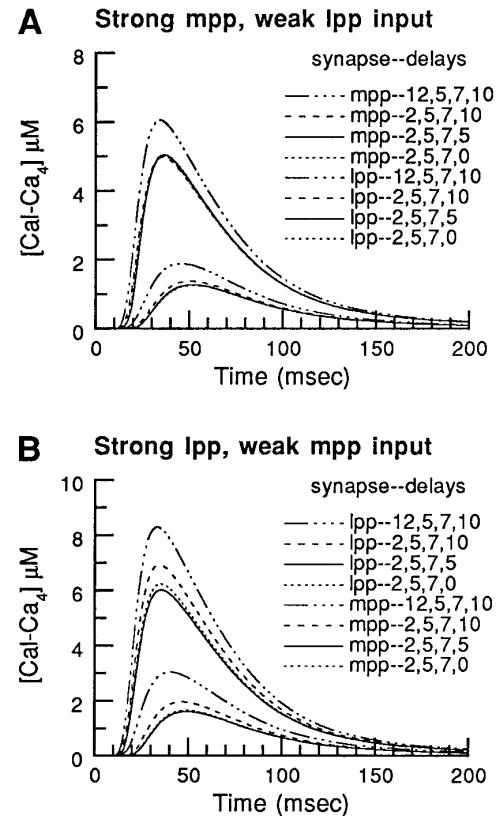 A Strong mpp, weak lpp input
synapse--delays
mpp--12,5,7,10
mpp--2,5,7,10
mpp--2,5,7,5
mpp--2,5,7,0
lpp--12,5,7,10
lpp--2,5,7,10
lpp--2,5,7,5
lpp--2,5,7,0
8
6
4
2
0
[Cal-Ca4] μM
0 50 100 150 200
Time (msec)
B Strong lpp, weak mpp input
synapse--delays
lpp--12,5,7,10
lpp--2,5,7,10
lpp--2,5,7,5
lpp--2,5,7,0
mpp--12,5,7,10
mpp--2,5,7,10
mpp--2,5,7,5
mpp--2,5,7,0
10
8
6
4
2
0
[Cal-Ca4] μM
0 50 100 150 200
Time (msec)